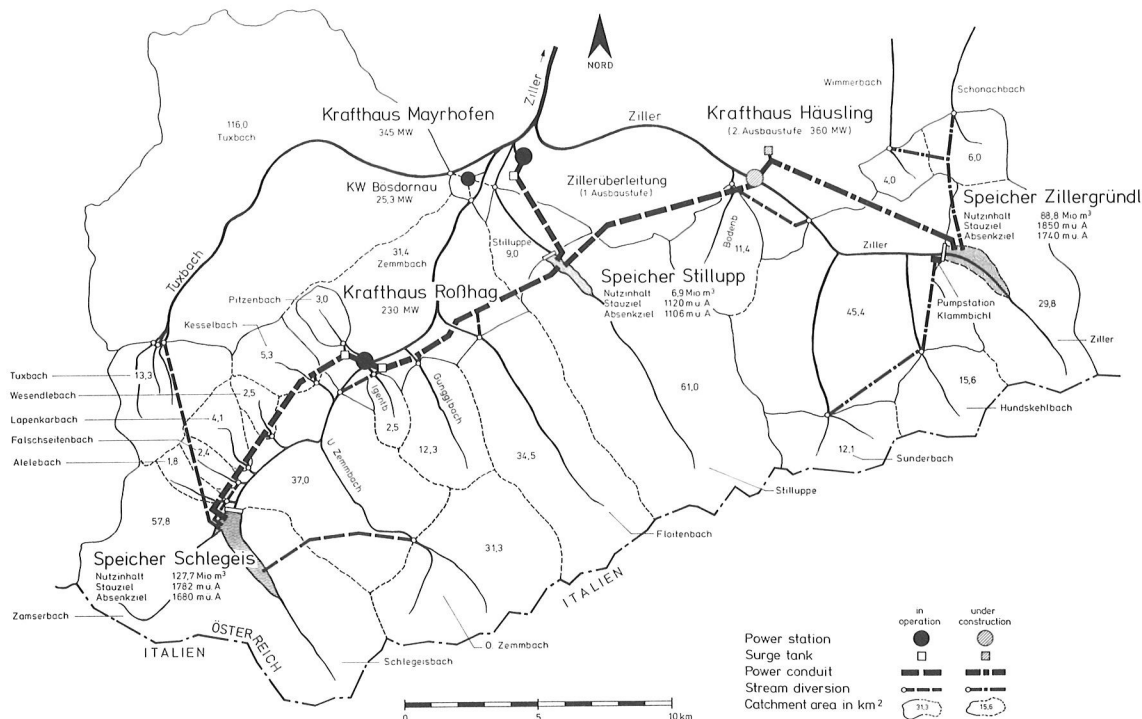 NORD
Ziller
Wimmerbach
Schönachbach
116,0
Tuxbach
Krafthaus Mayrhofen
345 MW
Ziller
Krafthaus Häusling
(2. Ausbaustufe 360 MW)
6,0
4,0
KW Bösdornau
25,3 MW
Zillerüberleitung
(1. Ausbaustufe)
Speicher Zillergründl
Nutzinhalt 88,8 Mio m³
Stauziel 1850 m u. A
Absenkziel 1740 m u. A
Tuxbach
31,4
Zemmbach
Stilluppe
9,0
Bodenb
11,4
Ziller
Speicher Stillupp
Nutzinhalt 6,9 Mio m³
Stauziel 1120 m u. A
Absenkziel 1106 m u. A
Pumpstation
Klammbichl
29,8
Ziller
Pitzenbach
3,0
Krafthaus Roßhag
230 MW
Kesselbach
5,3
45,4
Tuxbach
13,3
Wesendlebach
2,5
Igentb
2,5
Gungglbach
12,3
61,0
15,6
Hundskehlbach
Lapenkarbach
4,1
Falschseitenbach
2,4
Alelebach
1,8
U. Zemmbach
37,0
34,5
12,1
Sunderbach
Stilluppe
57,8
31,3
Floitenbach
Speicher Schlegeis
Nutzinhalt 127,7 Mio m³
Stauziel 1782 m u. A
Absenkziel 1680 m u. A
Zamserbach
ÖSTERREICH
ITALIEN
ITALIEN
O. Zemmbach
Schlegeisbach
in
operation
under
construction
Power station
Surge tank
Power conduit
Stream diversion
Catchment area in km²
31,3
15,6
0
5
10 km